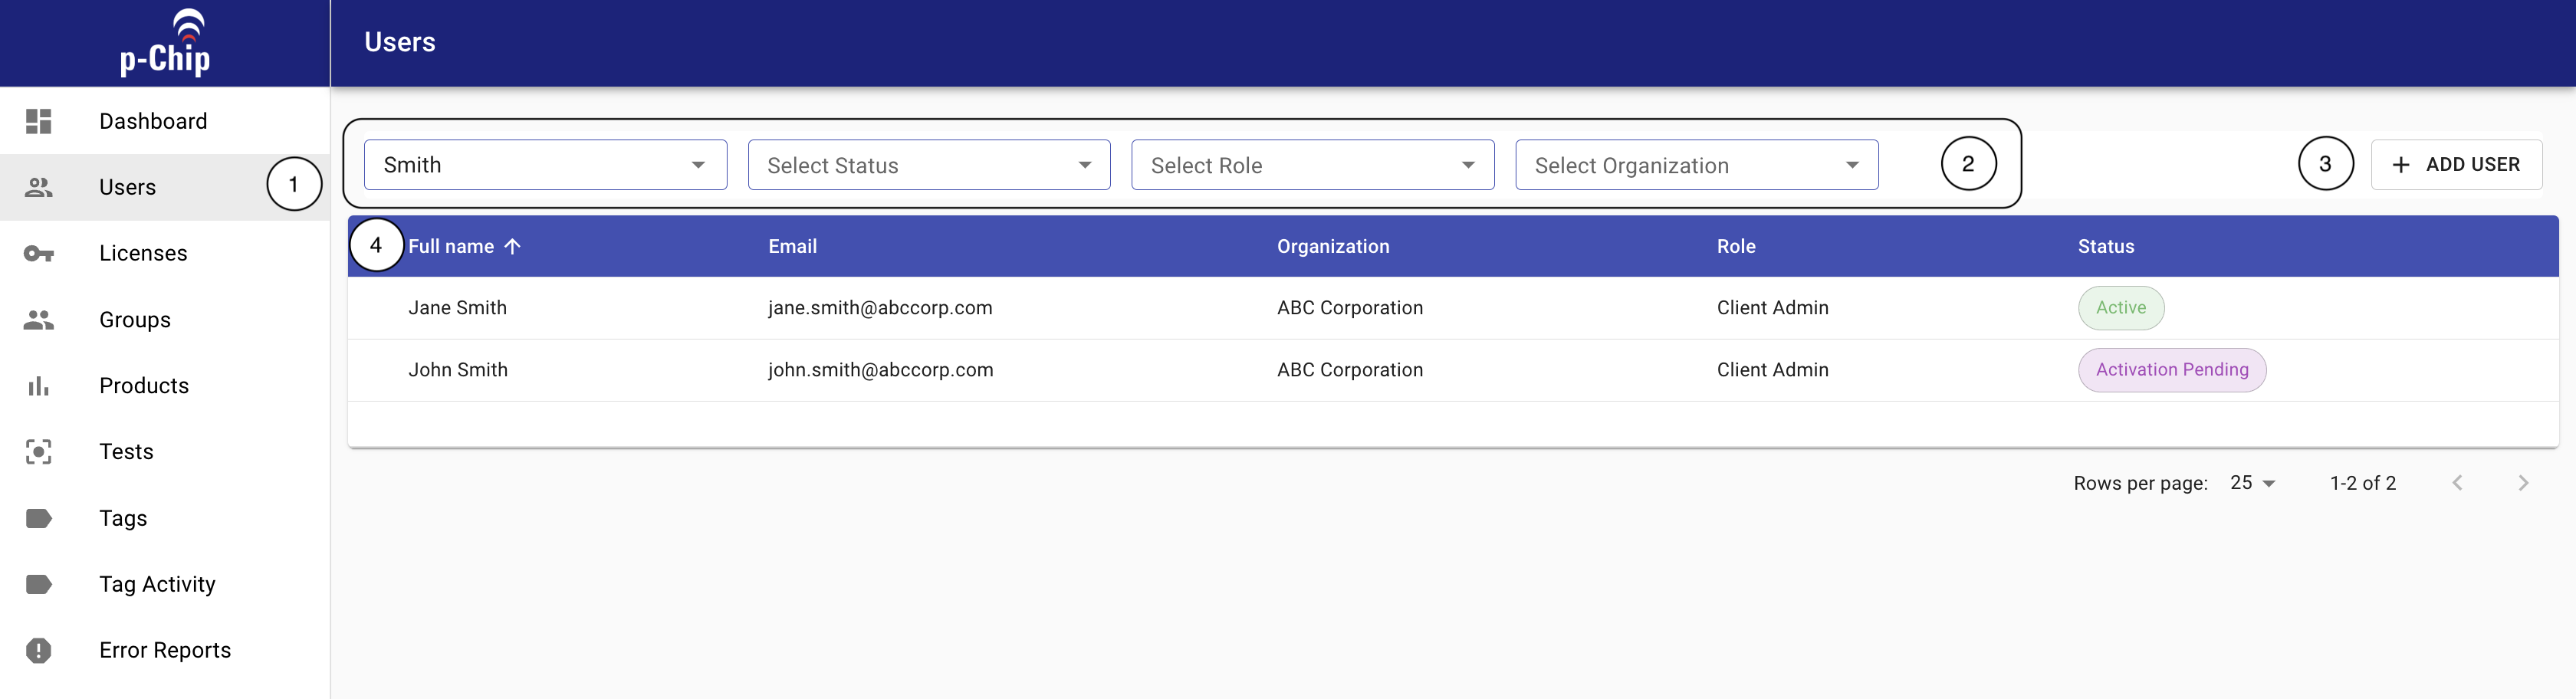 p-Chip
Users
Dashboard
Users 1
Licenses
Groups
Products
Tests
Tags
Tag Activity
Error Reports
Smith Select Status Select Role Select Organization 2 3 + ADD USER
4 Full name ↑ Email Organization Role Status
Jane Smith jane.smith@abccorp.com ABC Corporation Client Admin Active
John Smith john.smith@abccorp.com ABC Corporation Client Admin Activation Pending
Rows per page: 25 1-2 of 2